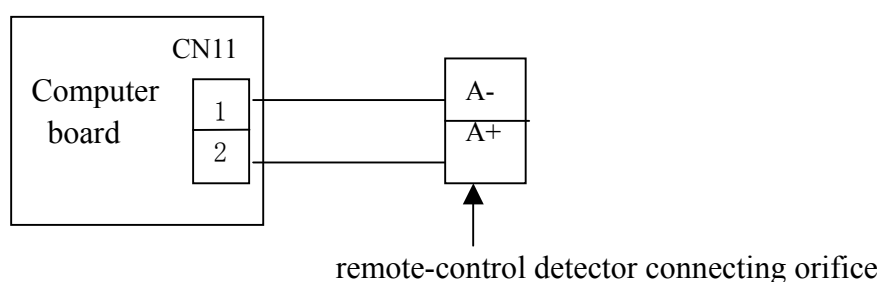 CN11
Computer
board
1
2
A-
A+
remote-control detector connecting orifice